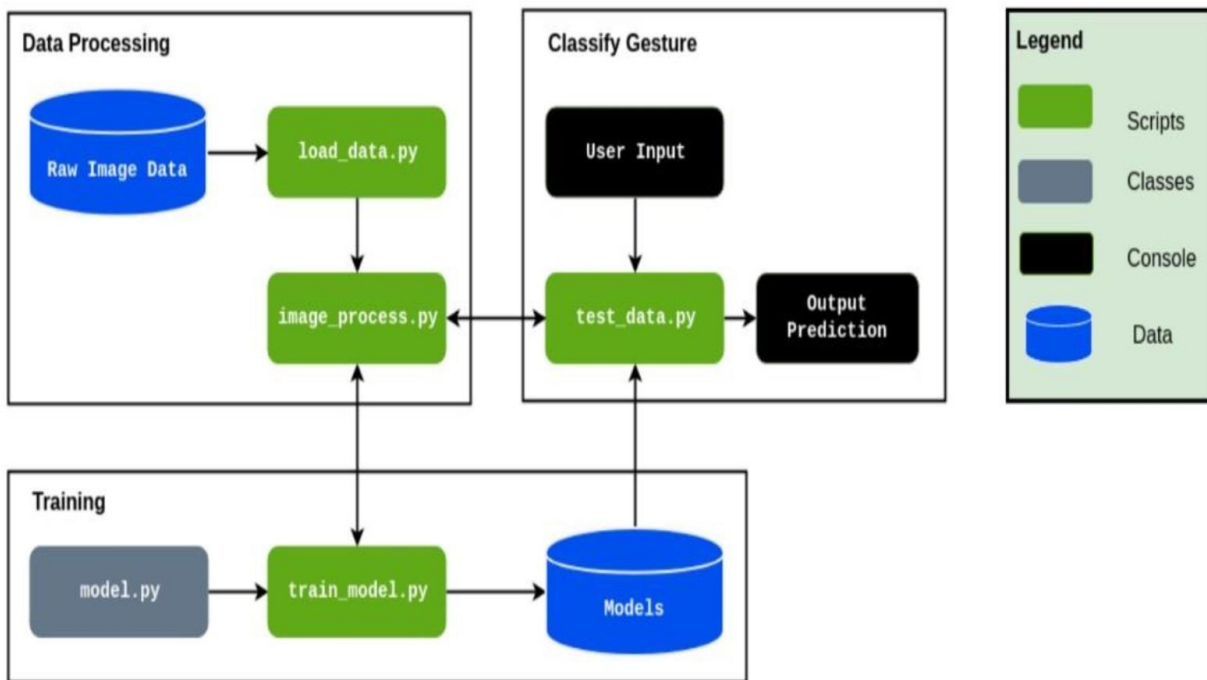 Data Processing
Raw Image Data
load_data.py
image_process.py
Classify Gesture
User Input
test_data.py
Output
Prediction
Training
model.py
train_model.py
Models
Legend
Scripts
Classes
Console
Data